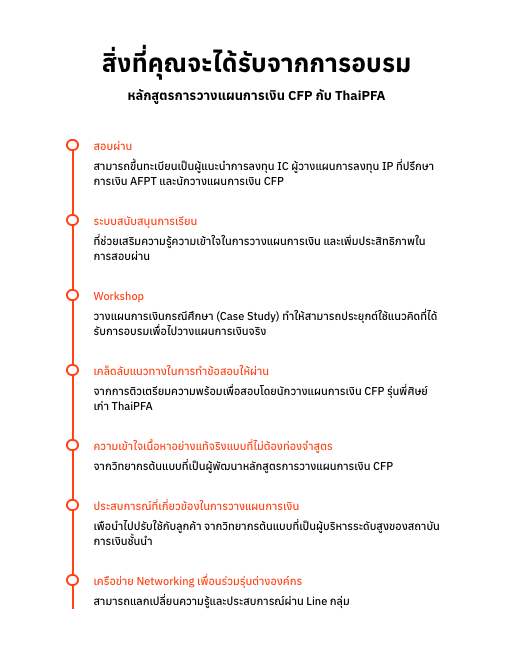 สิ่งที่คุณจะได้รับจากการอบรม
หลักสูตรการวางแผนการเงิน CFP กับ ThaiPFA
สอบผ่าน
สามารถขึ้นทะเบียนเป็นผู้แนะนำการลงทุน IC ผู้วางแผนการลงทุน IP ที่ปรึกษา
การเงิน AFPT และนักวางแผนการเงิน CFP
ระบบสนับสนุนการเรียน
ที่ช่วยเสริมความรู้ความเข้าใจในการวางแผนการเงิน และเพิ่มประสิทธิภาพใน
การสอบผ่าน
Workshop
วางแผนการเงินกรณีศึกษา (Case Study) ทำให้สามารถประยุกต์ใช้แนวคิดที่ได้
รับการอบรมเพื่อไปวางแผนการเงินจริง
เคล็ดลับแนวทางในการทำข้อสอบให้ผ่าน
จากการติวเตรียมความพร้อมเพื่อสอบโดยนักวางแผนการเงิน CFP รุ่นพี่ศิษย์
เก่า ThaiPFA
ความเข้าใจเนื้อหาอย่างแท้จริงแบบที่ไม่ต้องท่องจำสูตร
จากวิทยากรต้นแบบที่เป็นผู้พัฒนาหลักสูตรการวางแผนการเงิน CFP
ประสบการณ์ที่เกี่ยวข้องในการวางแผนการเงิน
เพื่อนำไปปรับใช้กับลูกค้า จากวิทยากรต้นแบบที่เป็นผู้บริหารระดับสูงของสถาบัน
การเงินชั้นนำ
เครือข่าย Networking เพื่อนร่วมรุ่นต่างองค์กร
สามารถแลกเปลี่ยนความรู้และประสบการณ์ผ่าน Line กลุ่ม